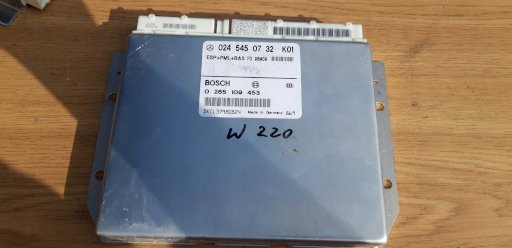 024 545 07 32 K01
ESP+PML+BAS
BOSCH
0 265 109 453
Made in Germany
W 220